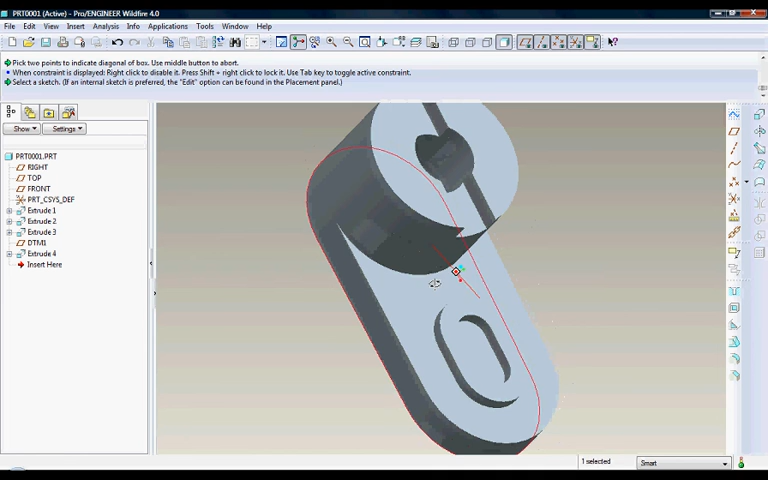 PRT0001 (Active) - Pro/ENGINEER Wildfire 4.0
File Edit View Insert Analysis Info Applications Tools Window Help
Pick two points to indicate diagonal of box. Use middle button to abort.
When constraint is displayed: Right click to disable it. Press Shift + right click to lock it. Use Tab key to toggle active constraint.
Select a sketch. (If an internal sketch is preferred, the "Edit" option can be found in the Placement panel.)
Show Settings
PRT0001.PRT
RIGHT
TOP
FRONT
PRT_CSYS_DEF
Extrude 1
Extrude 2
Extrude 3
DTM1
Extrude 4
Insert Here
1 selected Smart